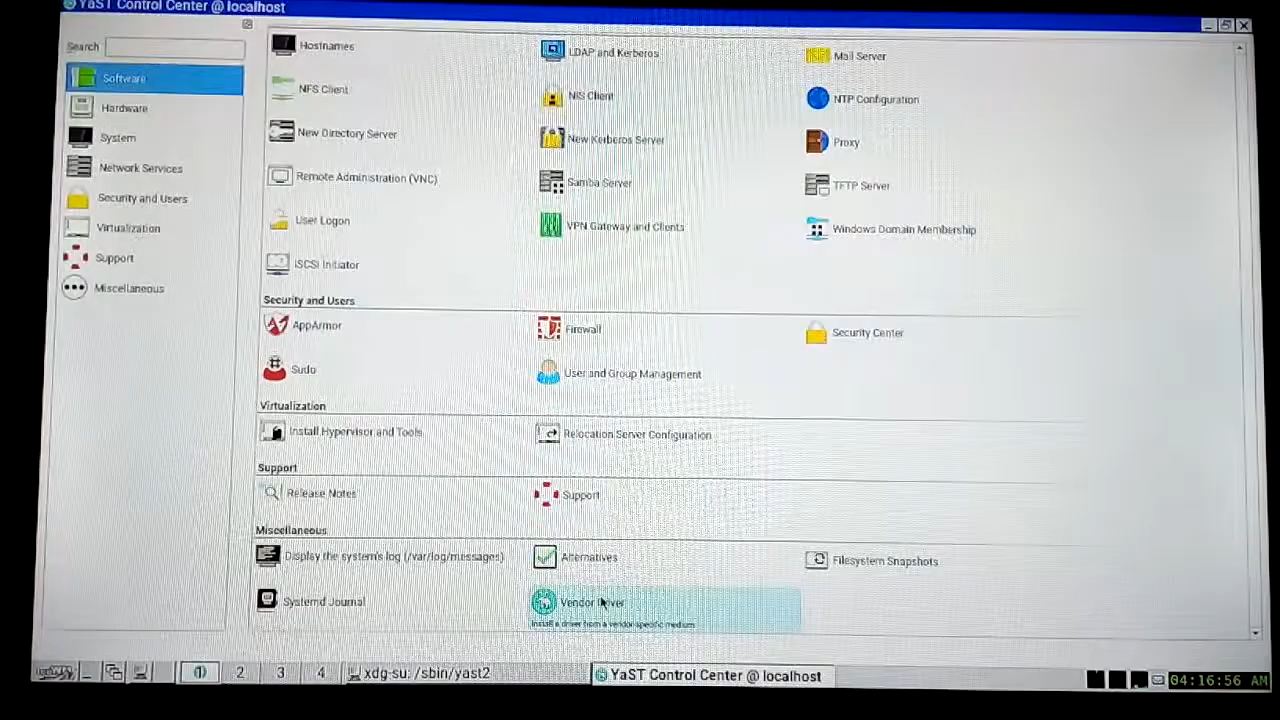 YaST Control Center @ localhost
Search
Software
Hardware
System
Network Services
Security and Users
Virtualization
Support
Miscellaneous
Hostnames
LDAP and Kerberos
Mail Server
NFS Client
NIS Client
NTP Configuration
New Directory Server
New Kerberos Server
Proxy
Remote Administration (VNC)
Samba Server
TFTP Server
User Logon
VPN Gateway and Clients
Windows Domain Membership
iSCSI Initiator
Security and Users
AppArmor
Firewall
Security Center
Sudo
User and Group Management
Virtualization
Install Hypervisor and Tools
Relocation Server Configuration
Support
Release Notes
Support
Miscellaneous
Display the system's log (/var/log/messages)
Alternatives
Filesystem Snapshots
Systemd Journal
Vendor Driver
Install a driver from a vendor-specific medium
1
2
3
4
xdg-su: /sbin/yast2
YaST Control Center @ localhost
04:16:56 AM